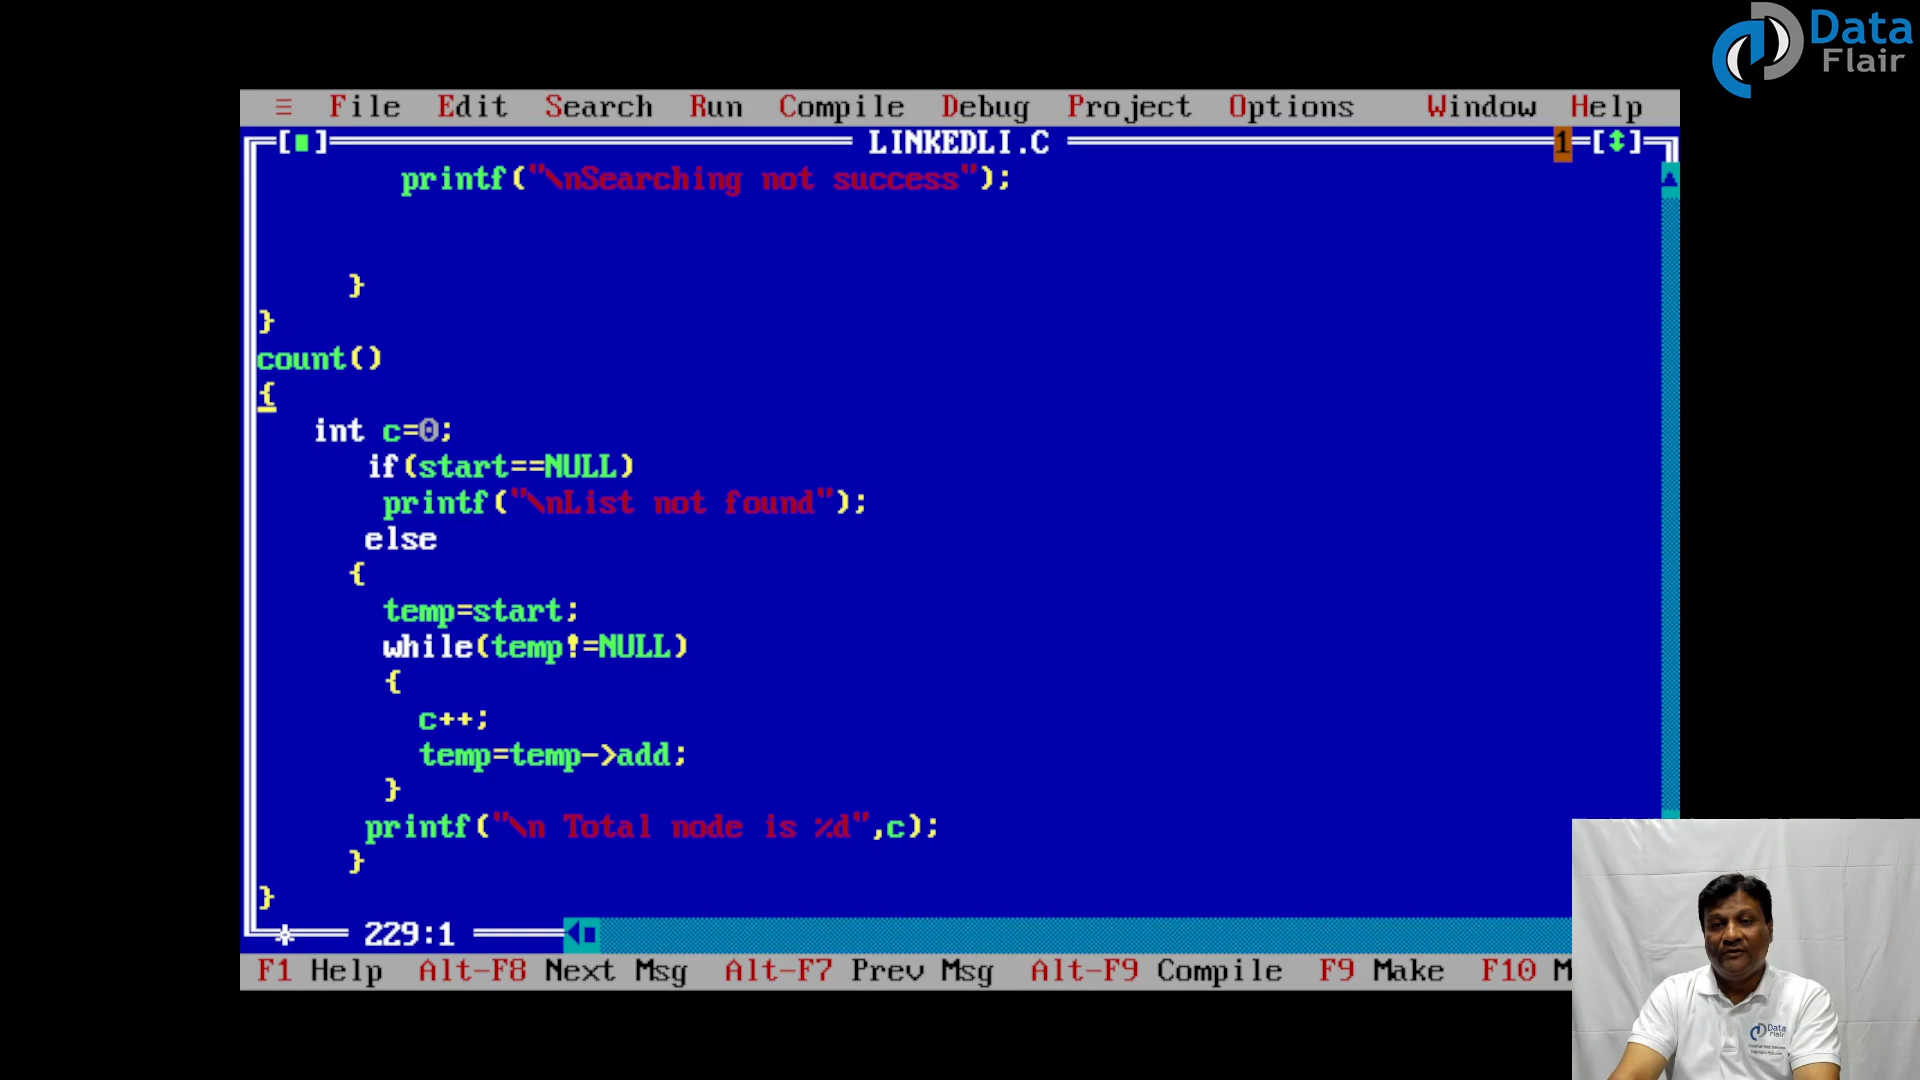 Data
Flair
≡ File Edit Search Run Compile Debug Project Options Window Help
[■] LINKEDLI.C 1 [↕]
printf("\nSearching not success");
}
}
count()
{
int c=0;
if(start==NULL)
printf("\nList not found");
else
{
temp=start;
while(temp!=NULL)
{
c++;
temp=temp->add;
}
printf("\n Total node is %d",c);
}
}
229:1
F1 Help Alt-F8 Next Msg Alt-F7 Prev Msg Alt-F9 Compile F9 Make F10 M
Data
Flair